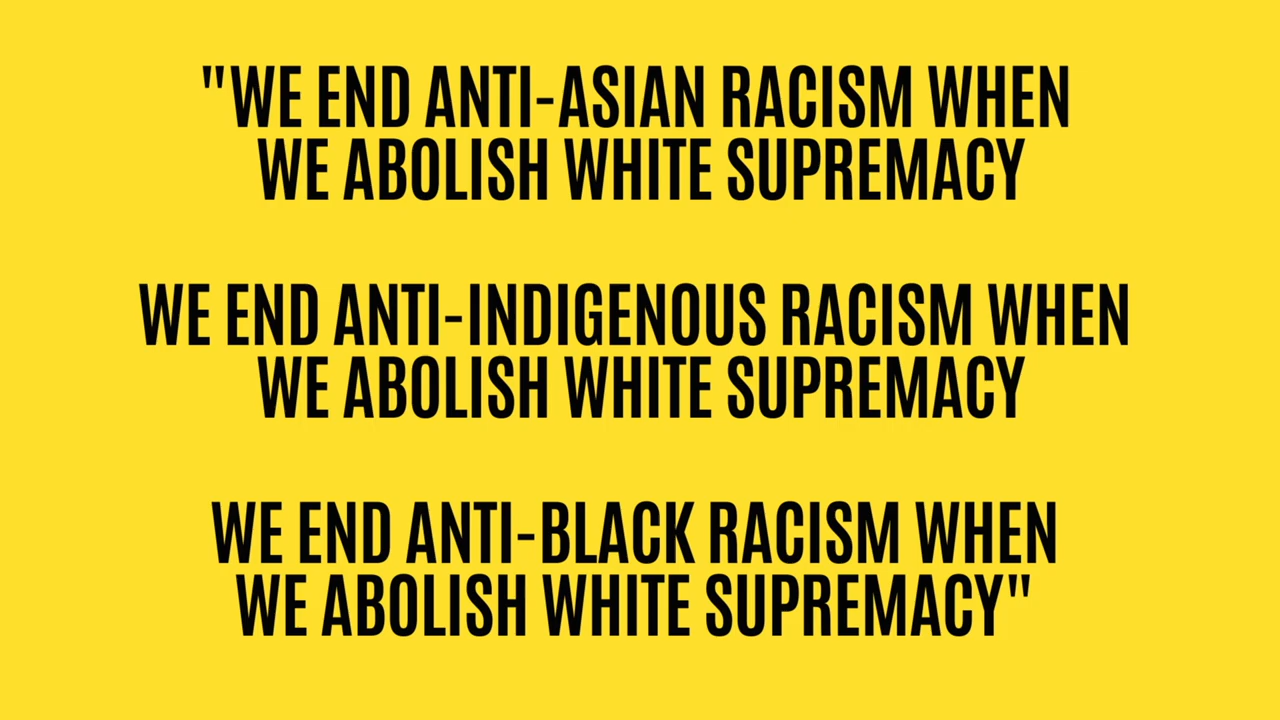 "WE END ANTI-ASIAN RACISM WHEN
WE ABOLISH WHITE SUPREMACY
WE END ANTI-INDIGENOUS RACISM WHEN
WE ABOLISH WHITE SUPREMACY
WE END ANTI-BLACK RACISM WHEN
WE ABOLISH WHITE SUPREMACY"